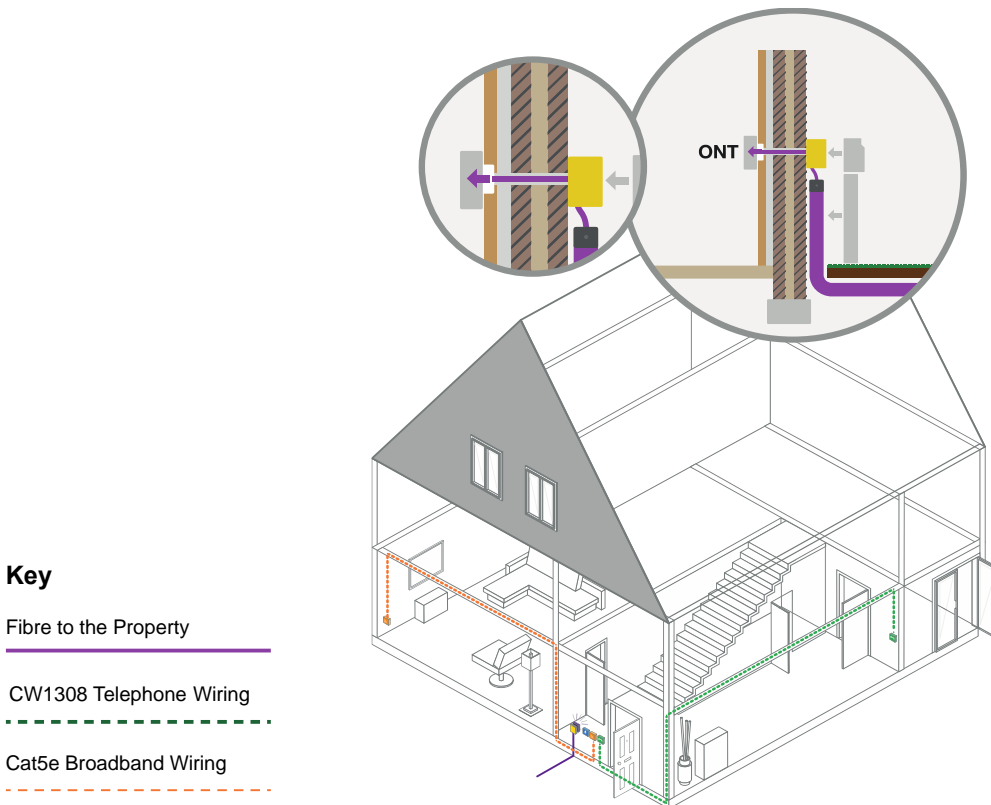 ONT
Key
Fibre to the Property
CW1308 Telephone Wiring
Cat5e Broadband Wiring